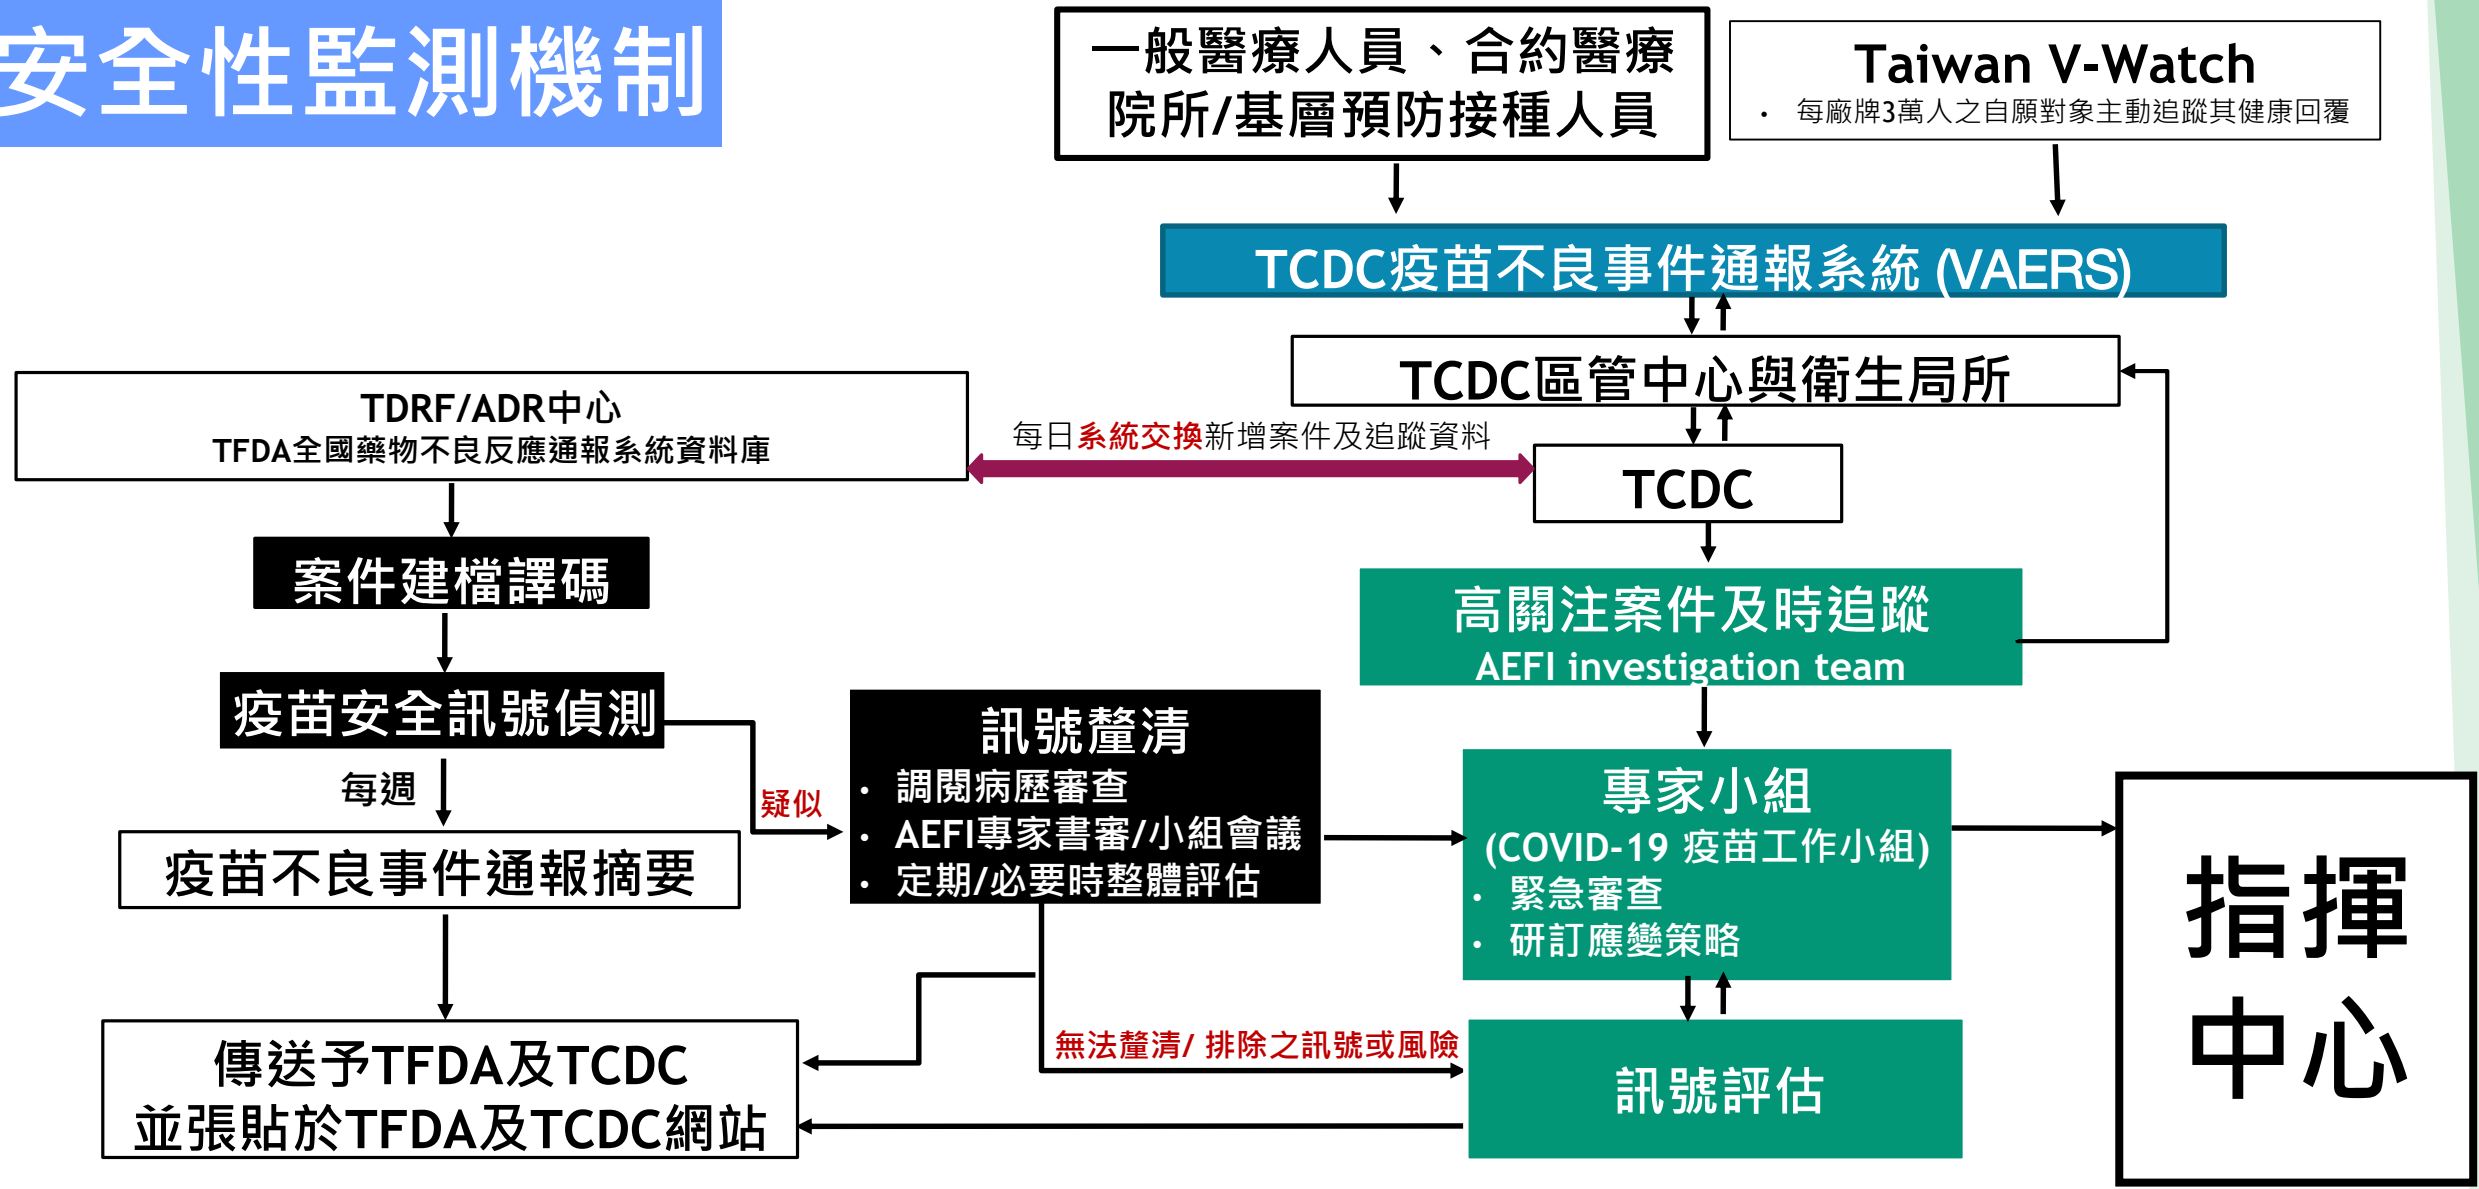 安全性監測機制
一般醫療人員、合約醫療
院所/基層預防接種人員
Taiwan V-Watch
• 每廠牌3萬人之自願對象主動追蹤其健康回覆
TCDC疫苗不良事件通報系統 (VAERS)
TCDC區管中心與衛生局所
TDRF/ADR中心
TFDA全國藥物不良反應通報系統資料庫
每日系統交換新增案件及追蹤資料
TCDC
案件建檔譯碼
高關注案件及時追蹤
AEFI investigation team
疫苗安全訊號偵測
每週
疑似
訊號釐清
• 調閱病歷審查
• AEFI專家書審/小組會議
• 定期/必要時整體評估
專家小組
(COVID-19 疫苗工作小組)
• 緊急審查
• 研訂應變策略
指揮
中心
疫苗不良事件通報摘要
無法釐清/ 排除之訊號或風險
傳送予TFDA及TCDC
並張貼於TFDA及TCDC網站
訊號評估